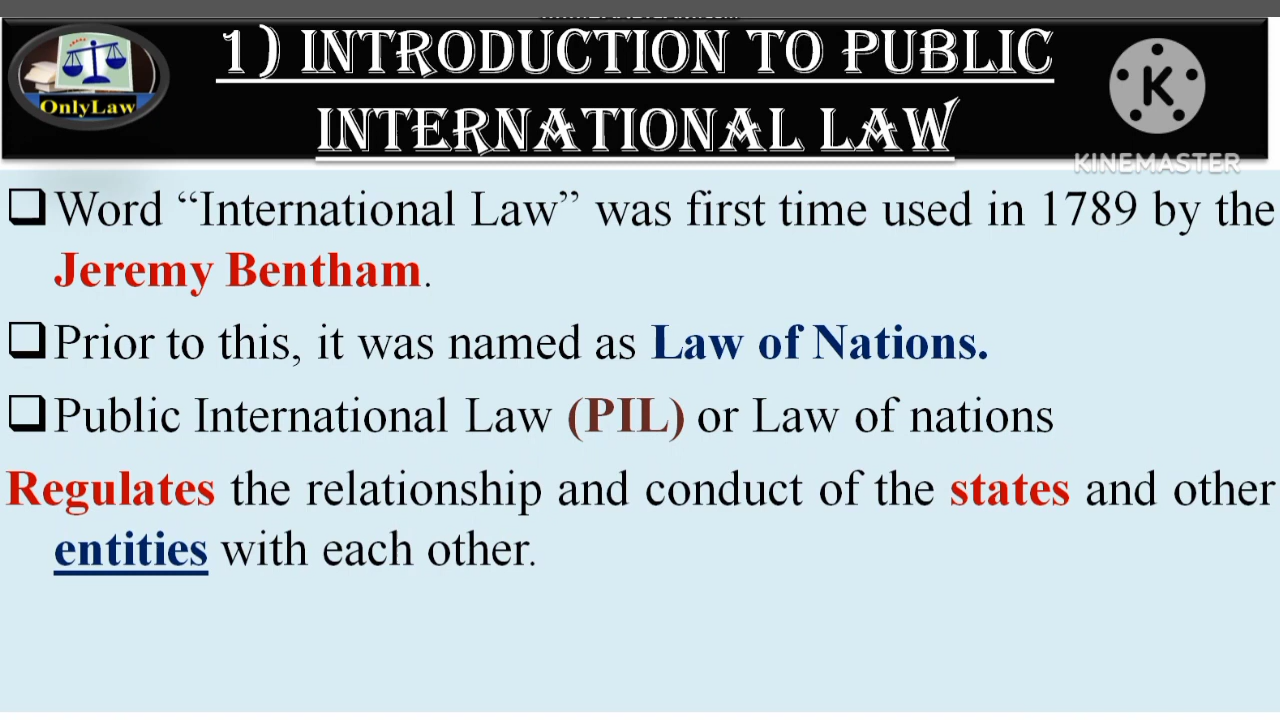 1) INTRODUCTION TO PUBLIC
INTERNATIONAL LAW
OnlyLaw
K
KINEMASTER
Word “International Law” was first time used in 1789 by the
Jeremy Bentham.
Prior to this, it was named as Law of Nations.
Public International Law (PIL) or Law of nations
Regulates the relationship and conduct of the states and other
entities with each other.